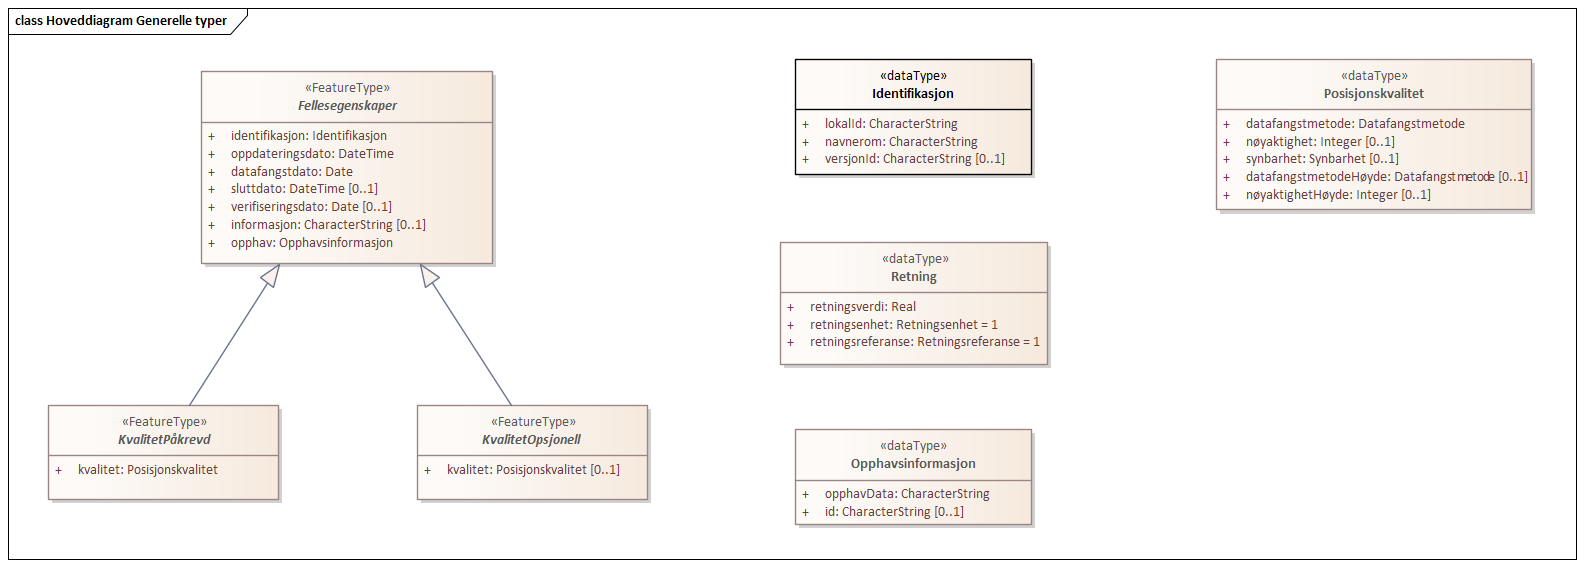 class Hoveddiagram Generelle typer
«FeatureType»
Fellesegenskaper
+ identifikasjon: Identifikasjon
+ oppdateringsdato: DateTime
+ datafangstdato: Date
+ sluttdato: DateTime [0..1]
+ verifiseringsdato: Date [0..1]
+ informasjon: CharacterString [0..1]
+ opphav: Opphavsinformasjon
«FeatureType»
KvalitetPåkrevd
+ kvalitet: Posisjonskvalitet
«FeatureType»
KvalitetOpsjonell
+ kvalitet: Posisjonskvalitet [0..1]
«dataType»
Identifikasjon
+ lokalId: CharacterString
+ navnerom: CharacterString
+ versjonId: CharacterString [0..1]
«dataType»
Retning
+ retningsverdi: Real
+ retningsenhet: Retningsenhet = 1
+ retningsreferanse: Retningsreferanse = 1
«dataType»
Opphavsinformasjon
+ opphavData: CharacterString
+ id: CharacterString [0..1]
«dataType»
Posisjonskvalitet
+ datafangstmetode: Datafangstmetode
+ nøyaktighet: Integer [0..1]
+ synbarhet: Synbarhet [0..1]
+ datafangstmetodeHøyde: Datafangstmetode [0..1]
+ nøyaktighetHøyde: Integer [0..1]